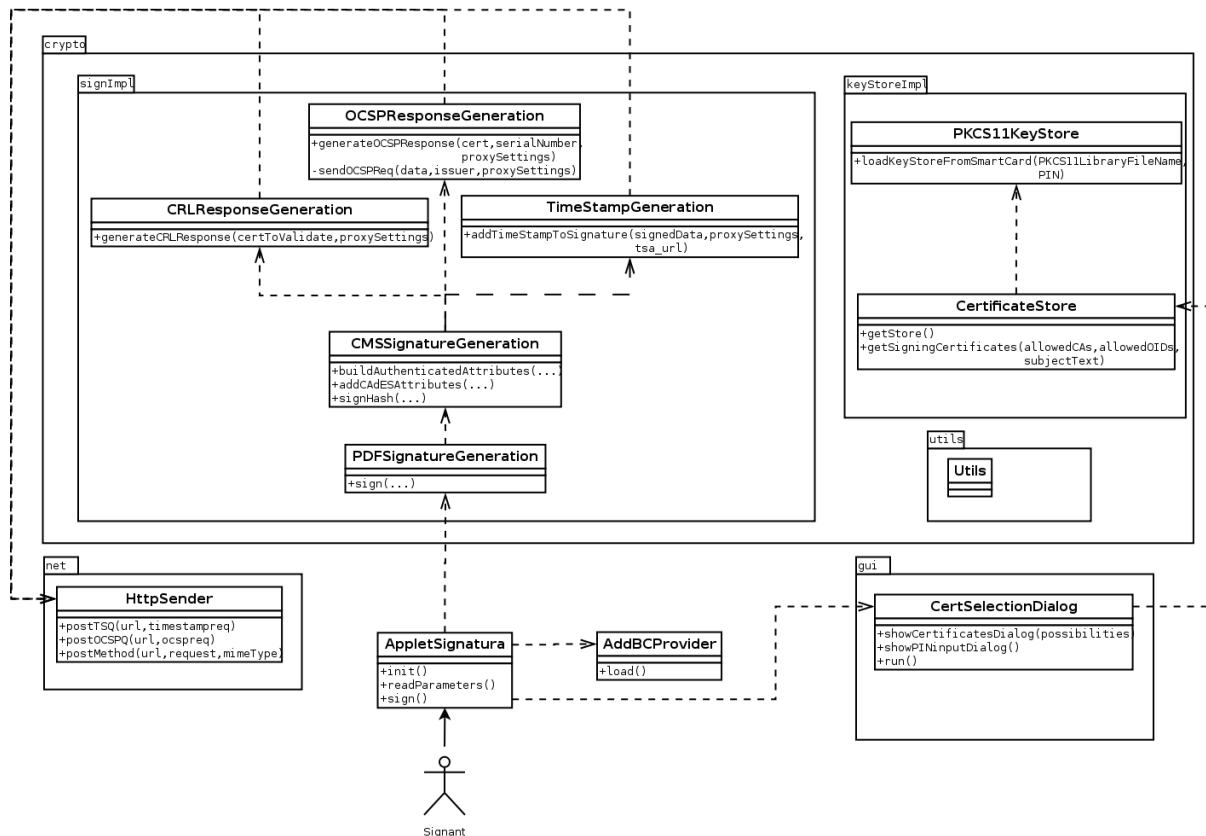 crypto
signImpl
OCSPResponseGeneration
+generateOCSPResponse(cert,serialNumber,
proxySettings)
-sendOCSPReq(data,issuer,proxySettings)
CRLResponseGeneration
+generateCRLResponse(certToValidate,proxySettings)
TimeStampGeneration
+addTimeStampToSignature(signedData,proxySettings,
tsa_url)
CMSSignatureGeneration
+buildAuthenticatedAttributes(...)
+addCAdESAttributes(...)
+signHash(...)
PDFSignatureGeneration
+sign(...)
keyStoreImpl
PKCS11KeyStore
+loadKeyStoreFromSmartCard(PKCS11LibraryFileName,
PIN)
CertificateStore
+getStore()
+getSigningCertificates(allowedCAs,allowedOIDs,
subjectText)
utils
Utils
net
HttpSender
+postTSQ(url,timestampreq)
+postOCSPQ(url,ocspreq)
+postMethod(url,request,mimeType)
AppletSignatura
+init()
+readParameters()
+sign()
AddBCProvider
+load()
gui
CertSelectionDialog
+showCertificatesDialog(possibilities
+showPINinputDialog()
+run()
Signant